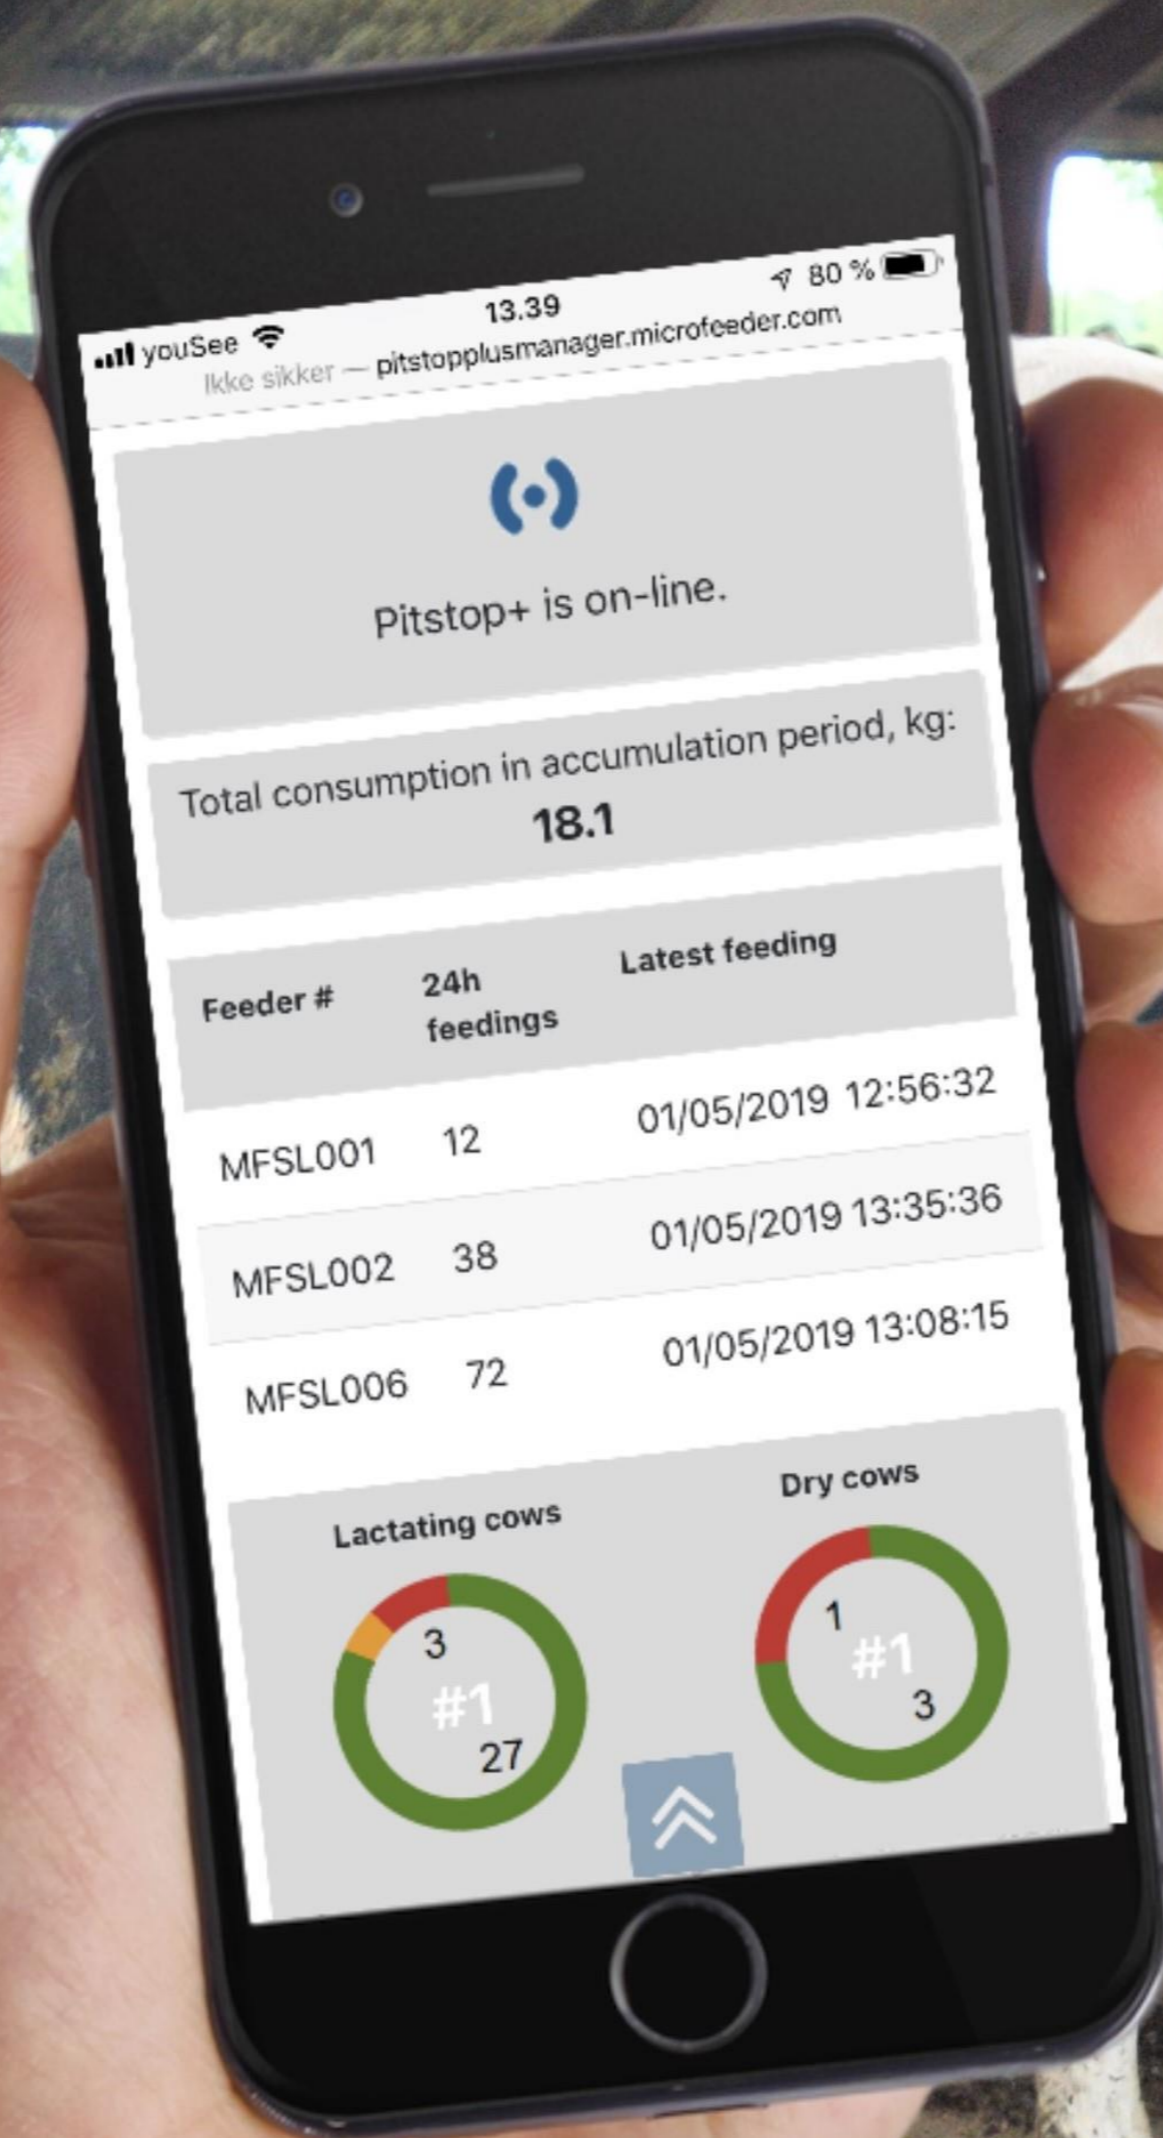 youSee 13.39 80 %
Ikke sikker — pitstopplusmanager.microfeeder.com
Pitstop+ is on-line.
Total consumption in accumulation period, kg:
18.1
Feeder # 24h feedings Latest feeding
MFSL001 12 01/05/2019 12:56:32
MFSL002 38 01/05/2019 13:35:36
MFSL006 72 01/05/2019 13:08:15
Lactating cows Dry cows
3 1
#1 #1
27 3